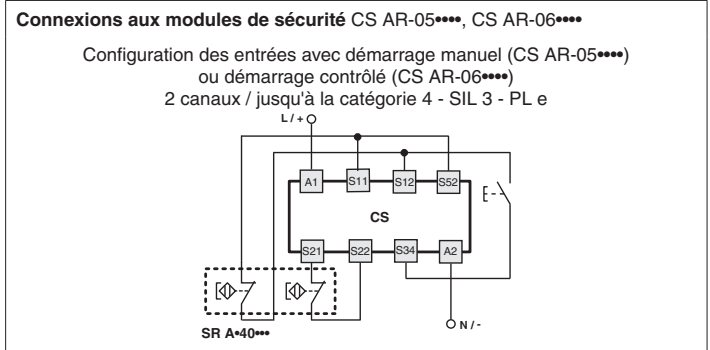 Connexions aux modules de sécurité CS AR-05••••, CS AR-06••••
Configuration des entrées avec démarrage manuel (CS AR-05••••)
ou démarrage contrôlé (CS AR-06••••)
2 canaux / jusqu'à la catégorie 4 - SIL 3 - PL e
L / +
A1 S11 S12 S52
CS
S21 S22 S34 A2
N / -
SR A•40•••